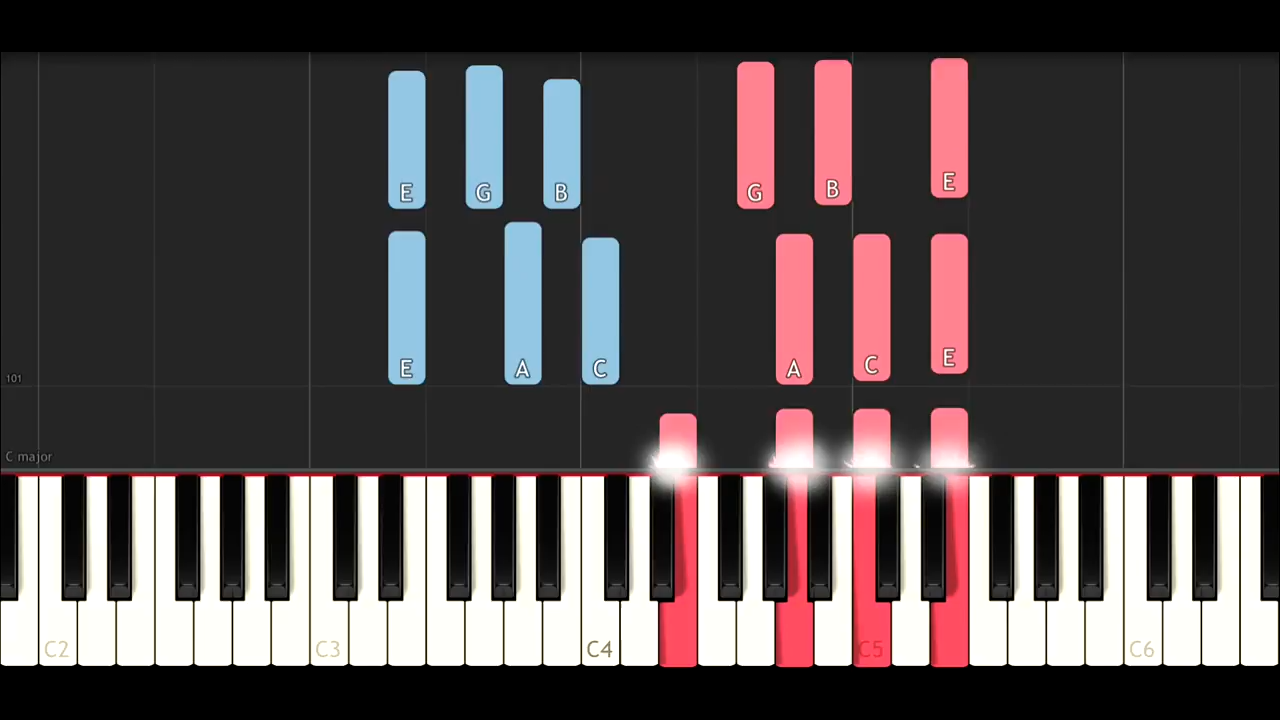 E G B G B E
E A C A C E
101
C major
C2 C3 C4 C5 C6